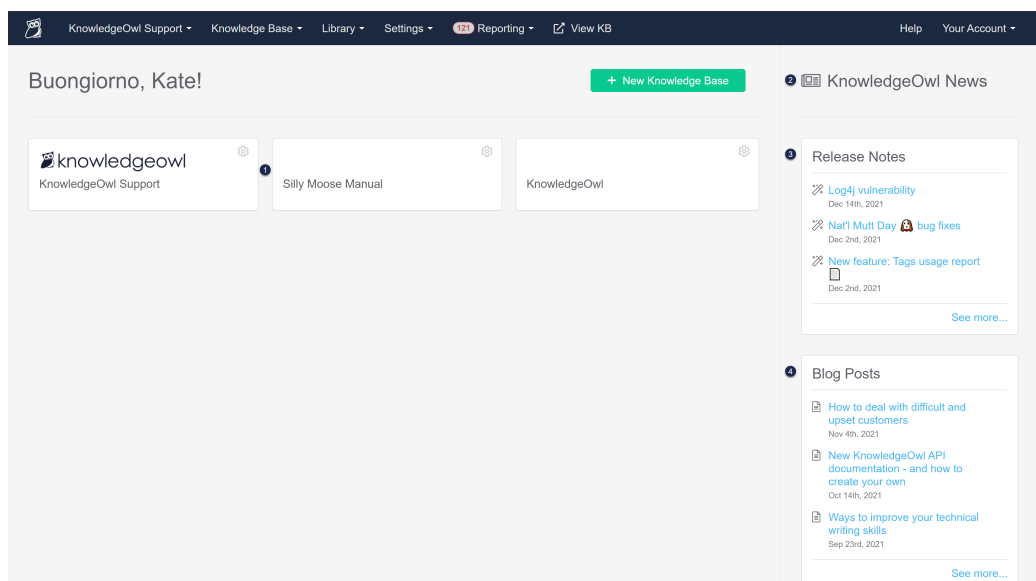 KnowledgeOwl Support Knowledge Base Library Settings 121 Reporting View KB Help Your Account
Buongiorno, Kate!
+ New Knowledge Base
knowledgeowl
KnowledgeOwl Support
1
Silly Moose Manual
KnowledgeOwl
2 KnowledgeOwl News
3 Release Notes
Log4j vulnerability
Dec 14th, 2021
Nat'l Mutt Day 🐶 bug fixes
Dec 2nd, 2021
New feature: Tags usage report
📄
Dec 2nd, 2021
See more...
4 Blog Posts
How to deal with difficult and
upset customers
Nov 4th, 2021
New KnowledgeOwl API
documentation - and how to
create your own
Oct 14th, 2021
Ways to improve your technical
writing skills
Sep 23rd, 2021
See more...